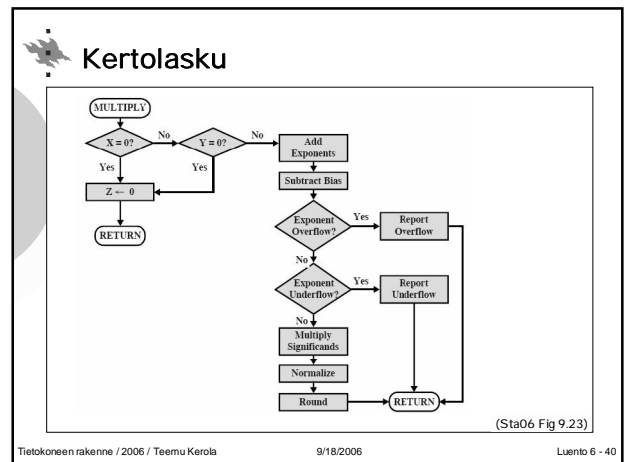 Kertolasku
MULTIPLY
X = 0?
No
Y = 0?
No
Add
Exponents
Yes
Yes
Subtract Bias
Z ← 0
RETURN
Exponent
Overflow?
Yes
Report
Overflow
No
Exponent
Underflow?
Yes
Report
Underflow
No
Multiply
Significands
Normalize
Round
RETURN
(Sta06 Fig 9.23)
Tietokoneen rakenne / 2006 / Teemu Kerola
9/18/2006
Luento 6 - 40